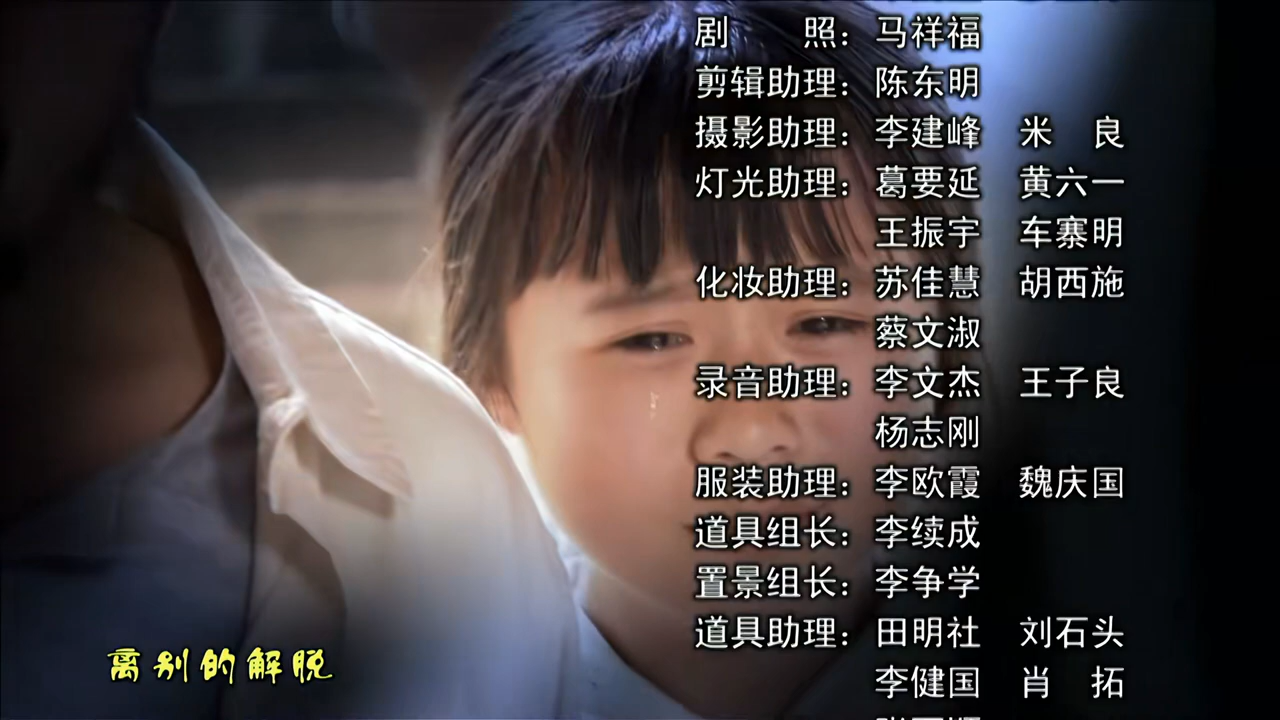 剧　　照：马祥福
剪辑助理：陈东明
摄影助理：李建峰　米　良
灯光助理：葛要延　黄六一
王振宇　车寨明
化妆助理：苏佳慧　胡西施
蔡文淑
录音助理：李文杰　王子良
杨志刚
服装助理：李欧霞　魏庆国
道具组长：李续成
置景组长：李争学
道具助理：田明社　刘石头
李健国　肖　拓
离别的解脱